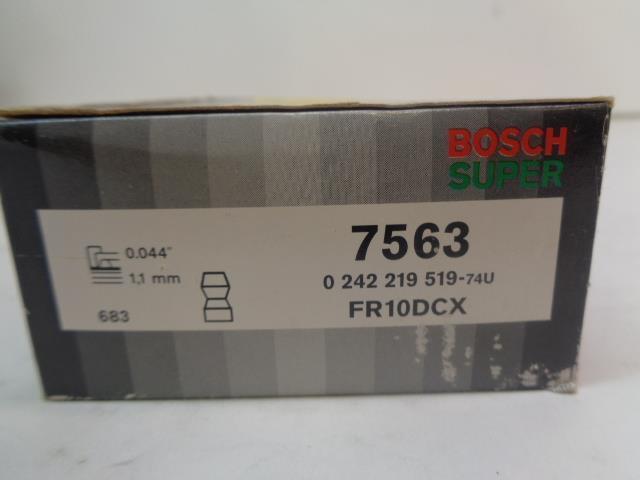 BOSCH
SUPER
7563
0.044"
0 242 219 519-74U
1,1 mm
FR10DCX
683